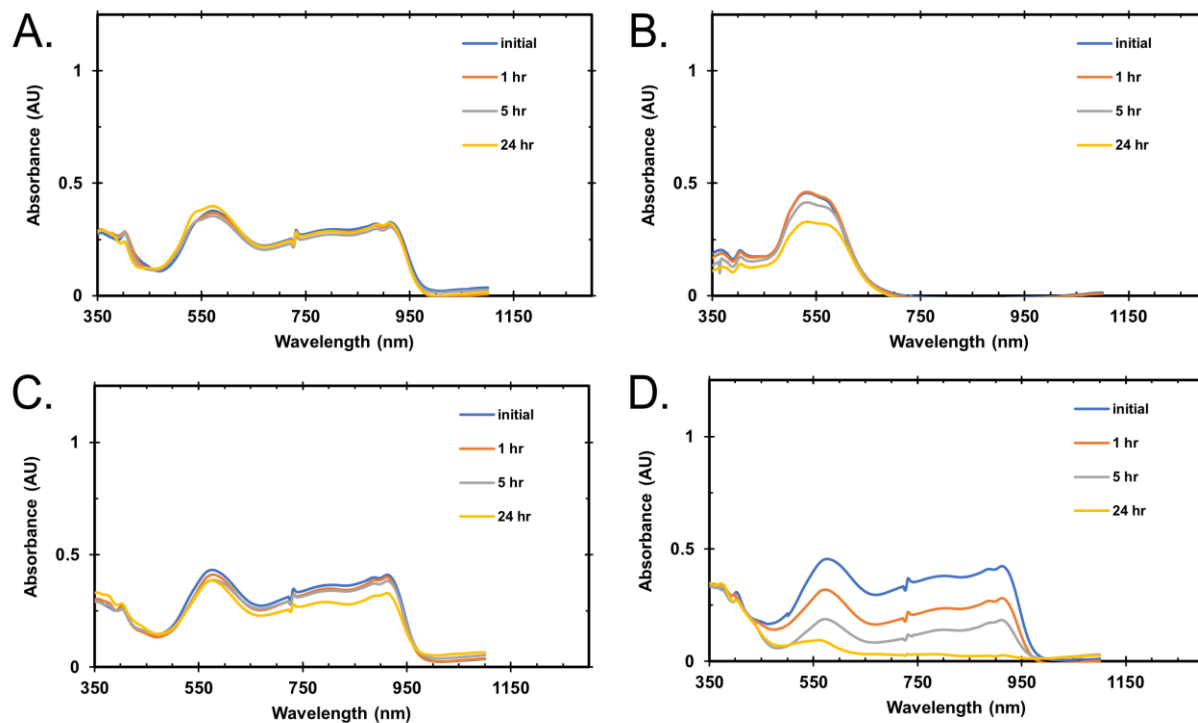 A.
initial
1 hr
5 hr
24 hr
Absorbance (AU)
1
0.5
0
350
550
750
950
1150
Wavelength (nm)
B.
initial
1 hr
5 hr
24 hr
Absorbance (AU)
1
0.5
0
350
550
750
950
1150
Wavelength (nm)
C.
initial
1 hr
5 hr
24 hr
Absorbance (AU)
1
0.5
0
350
550
750
950
1150
Wavelength (nm)
D.
initial
1 hr
5 hr
24 hr
Absorbance (AU)
1
0.5
0
350
550
750
950
1150
Wavelength (nm)